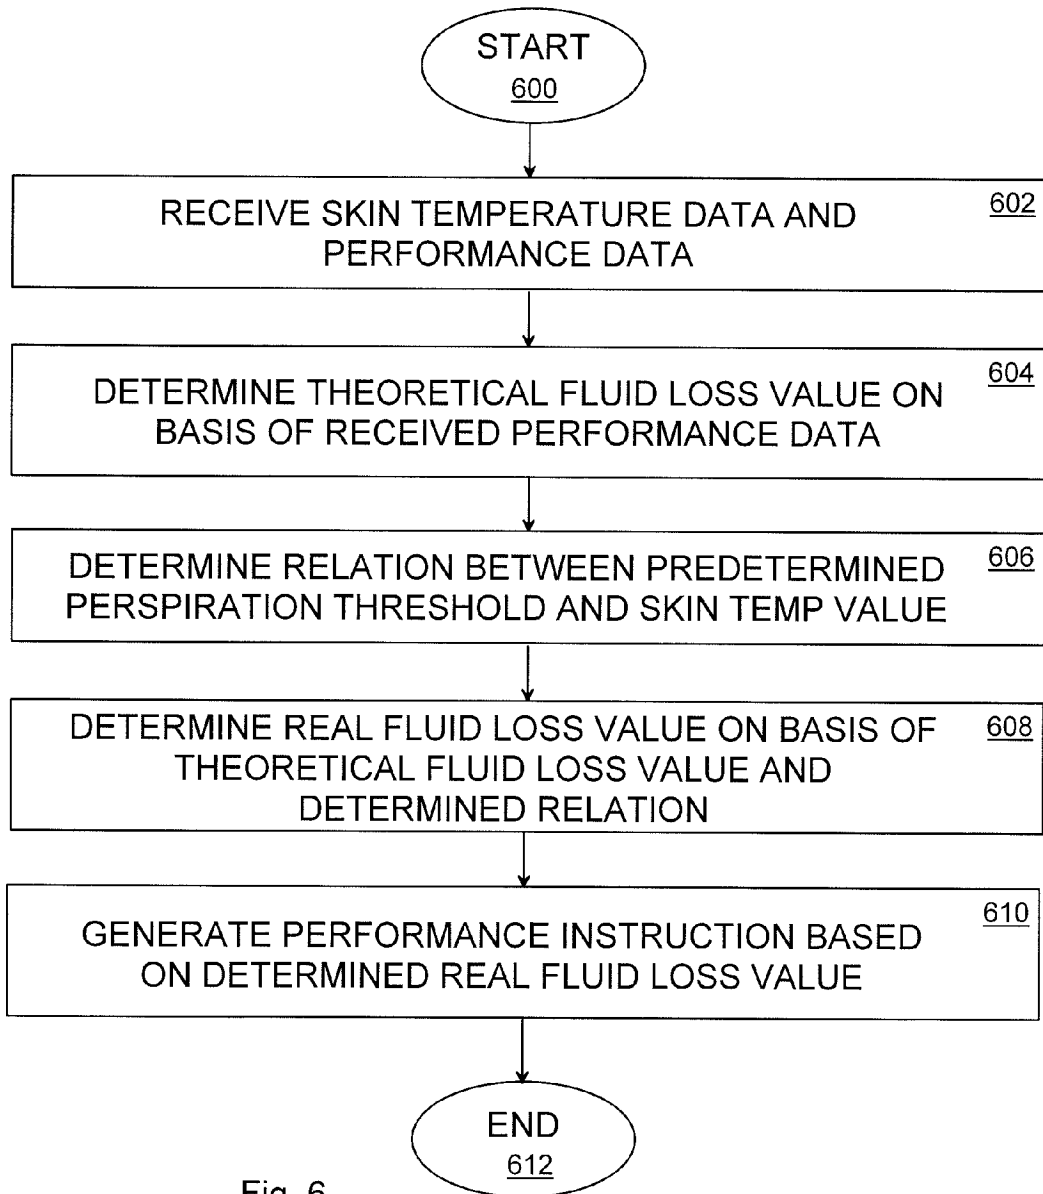 START
600
RECEIVE SKIN TEMPERATURE DATA AND
PERFORMANCE DATA
602
DETERMINE THEORETICAL FLUID LOSS VALUE ON
BASIS OF RECEIVED PERFORMANCE DATA
604
DETERMINE RELATION BETWEEN PREDETERMINED
PERSPIRATION THRESHOLD AND SKIN TEMP VALUE
606
DETERMINE REAL FLUID LOSS VALUE ON BASIS OF
THEORETICAL FLUID LOSS VALUE AND
DETERMINED RELATION
608
GENERATE PERFORMANCE INSTRUCTION BASED
ON DETERMINED REAL FLUID LOSS VALUE
610
END
612
Fig. 6